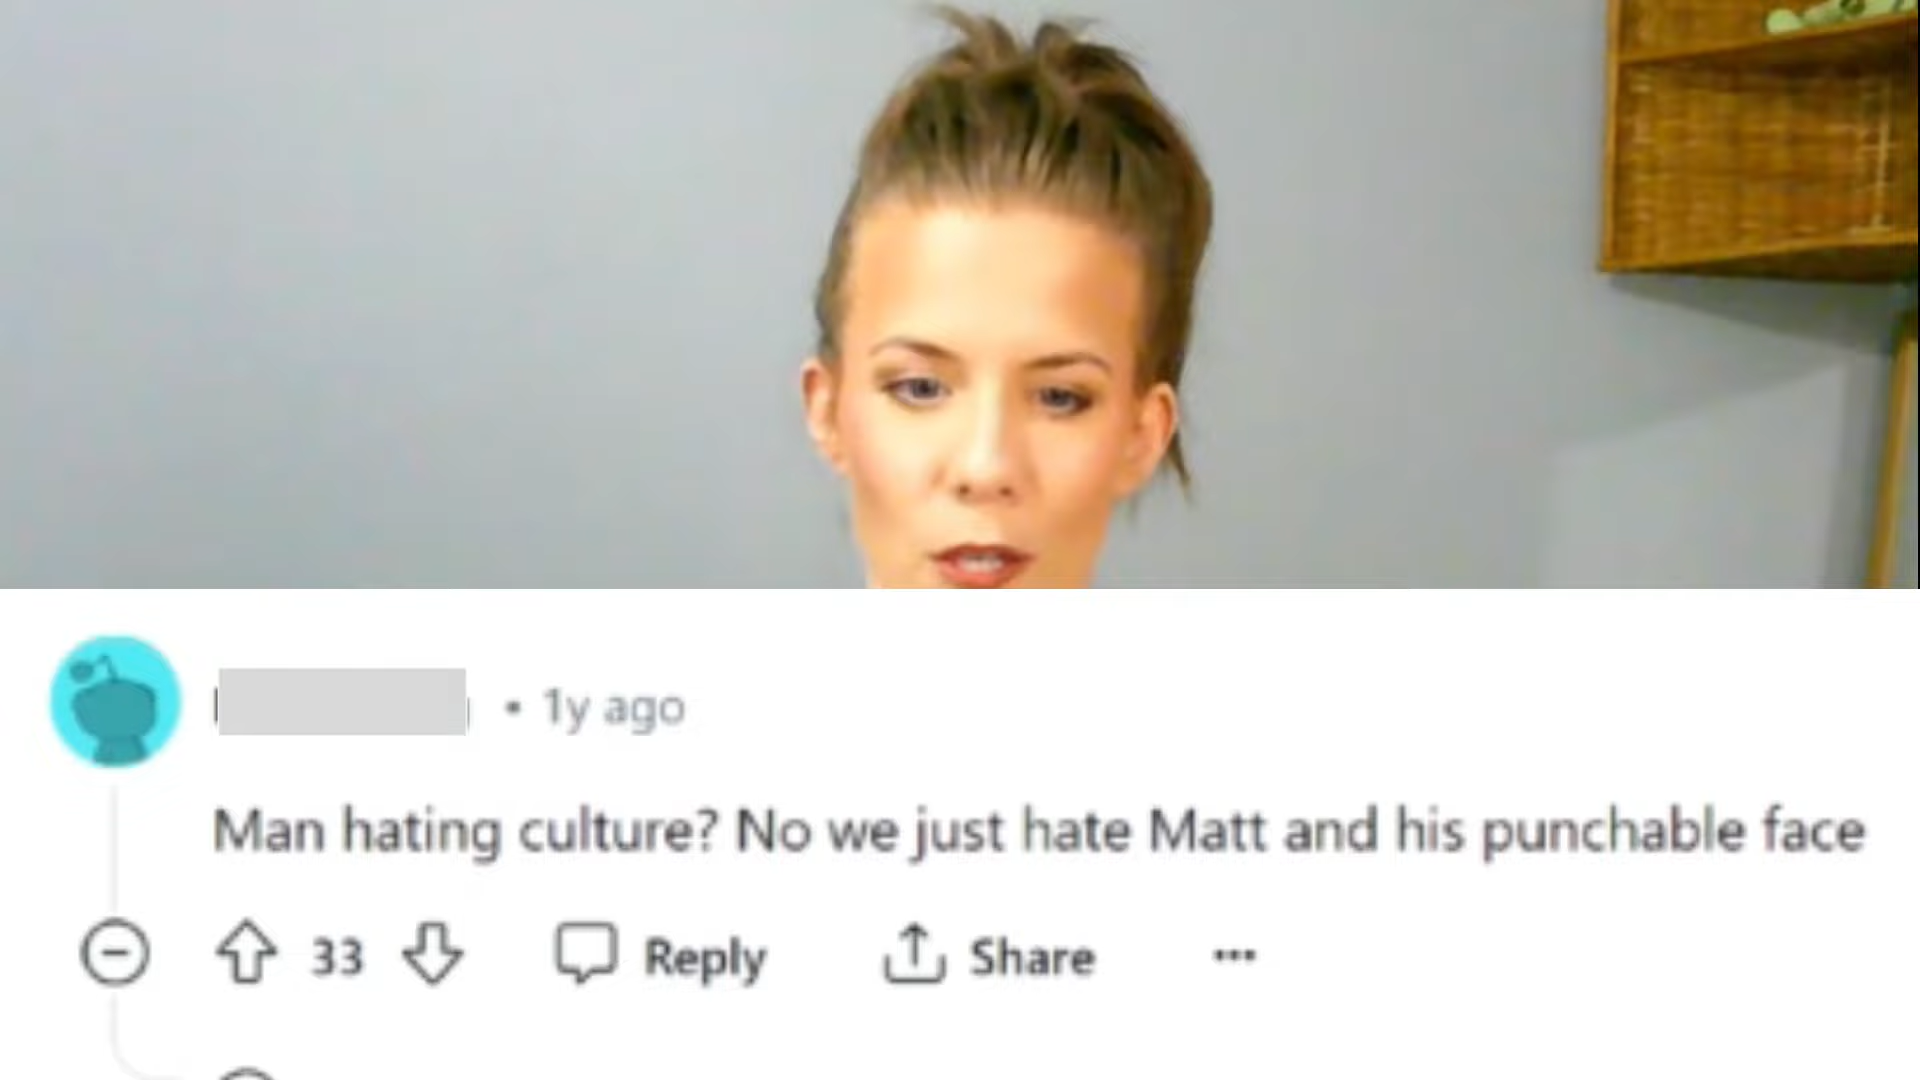 • 1y ago
Man hating culture? No we just hate Matt and his punchable face
33 Reply Share ...